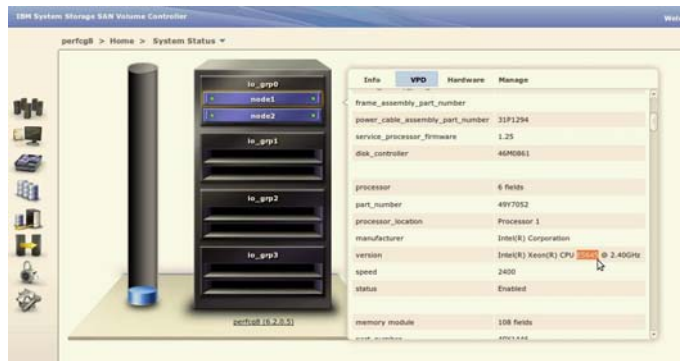 IBM System Storage SAN Volume Controller
perfcg8 > Home > System Status
io_grp0
node1
node2
io_grp1
io_grp2
io_grp3
perfcg8 (6.2.0.5)
Info VPD Hardware Manage
frame_assembly_part_number
power_cable_assembly_part_number 31P1294
service_processor_firmware 1.25
disk_controller 46M0861
processor 6 fields
part_number 49Y7052
processor_location Processor 1
manufacturer Intel(R) Corporation
version Intel(R) Xeon(R) CPU E5645 @ 2.40GHz
speed 2400
status Enabled
memory module 108 fields